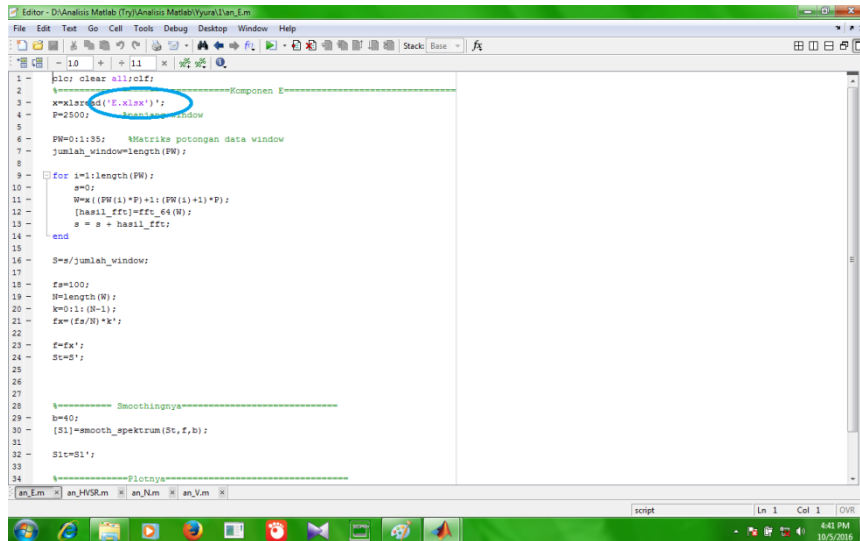 Editor - D:\Analisis Matlab (Try)\Analisis Matlab\Yyura\1\an_E.m
File Edit Text Go Cell Tools Debug Desktop Window Help
Stack: Base fx
- 1.0 + ÷ 1.1 ×
1 - clc; clear all;clf;
2 %==============================Komponen E==============================
3 - x=xlsread('E.xlsx')';
4 - P=2500; %panjang window
5
6 - PW=0:1:35; %Matriks potongan data window
7 - jumlah_window=length(PW);
8
9 - for i=1:length(PW);
10 - s=0;
11 - W=x((PW(i)*P)+1:(PW(i)+1)*P);
12 - [hasil_fft]=fft_64(W);
13 - s = s + hasil_fft;
14 - end
15
16 - S=s/jumlah_window;
17
18 - fs=100;
19 - N=length(W);
20 - k=0:1:(N-1);
21 - fx=(fs/N)*k';
22
23 - f=fx';
24 - St=S';
25
26
27
28 %========== Smoothingnya============================
29 - b=40;
30 - [S1]=smooth_spektrum(St,f,b);
31
32 - S1t=S1';
33
34 %============Plotnya==================================
an_E.m × an_HVSR.m × an_N.m × an_V.m ×
script Ln 1 Col 1 OVR
4:41 PM
10/5/2016